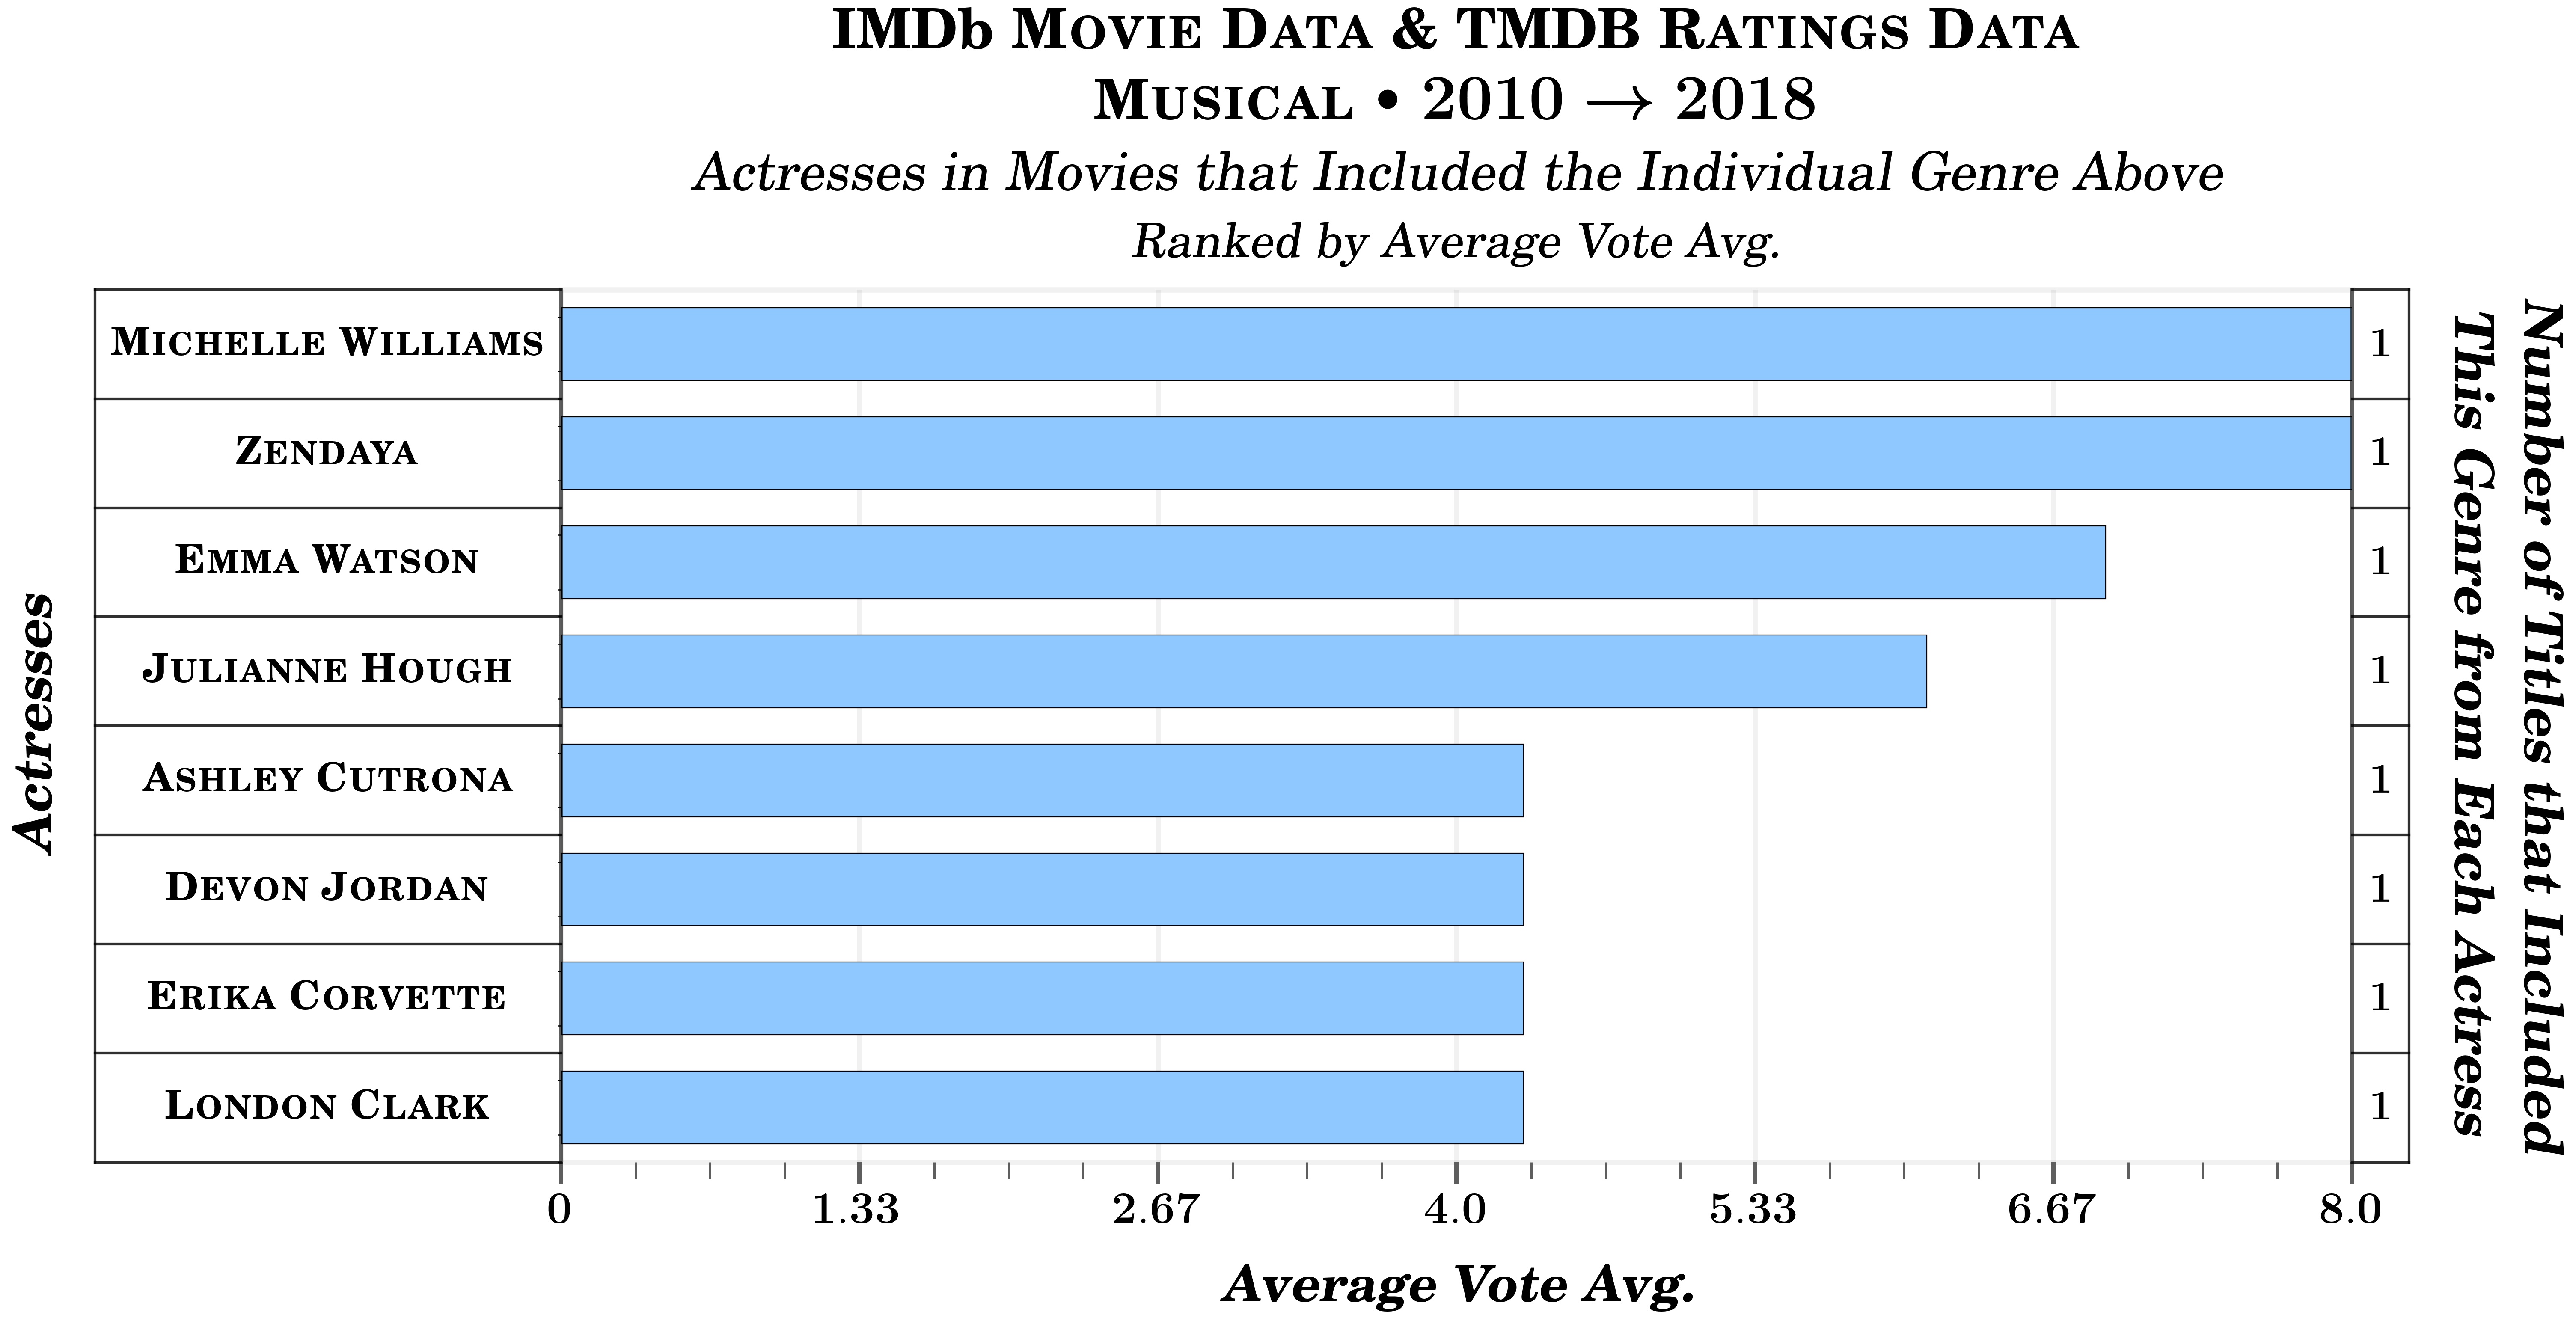 IMDb Movie Data & TMDB Ratings Data
Musical • 2010 → 2018
Actresses in Movies that Included the Individual Genre Above
Ranked by Average Vote Avg.
Actresses
Michelle Williams 1
Zendaya 1
Emma Watson 1
Julianne Hough 1
Ashley Cutrona 1
Devon Jordan 1
Erika Corvette 1
London Clark 1
Number of Titles that Included
This Genre from Each Actress
0 1.33 2.67 4.0 5.33 6.67 8.0
Average Vote Avg.